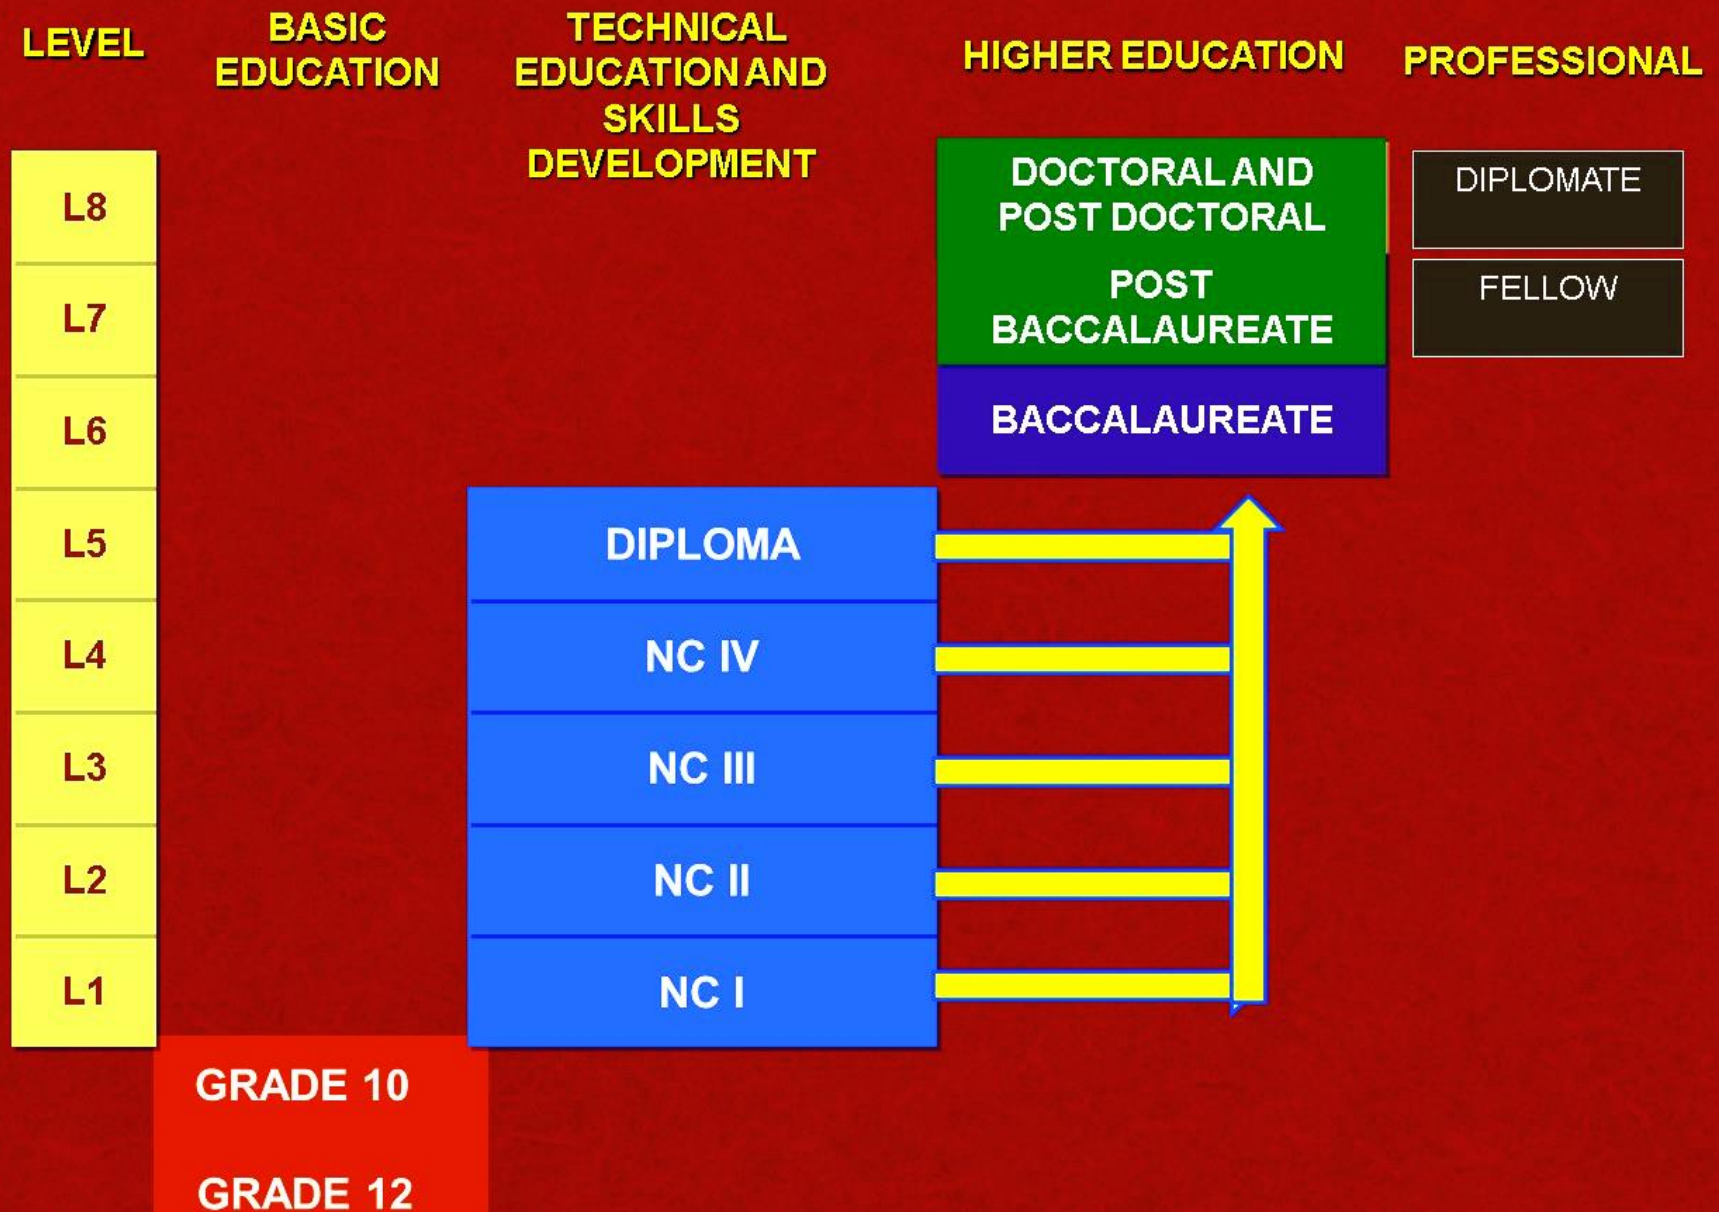 LEVEL
BASIC
EDUCATION
TECHNICAL
EDUCATION AND
SKILLS
DEVELOPMENT
HIGHER EDUCATION
PROFESSIONAL
L8
DOCTORAL AND
POST DOCTORAL
DIPLOMATE
L7
POST
BACCALAUREATE
FELLOW
L6
BACCALAUREATE
L5
DIPLOMA
L4
NC IV
L3
NC III
L2
NC II
L1
NC I
GRADE 10
GRADE 12